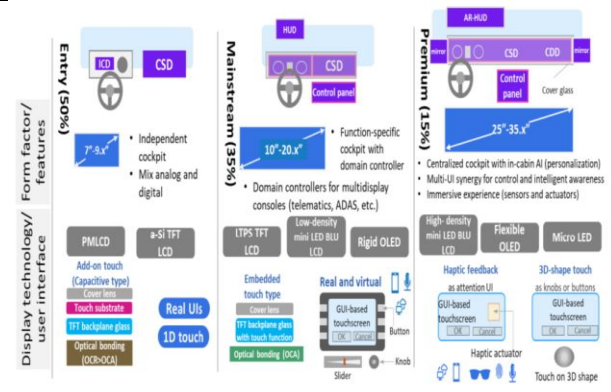 Form factor/
features
Display technology/
user interface
Entry (50%)
ICD
CSD
7"-9.x"
• Independent
cockpit
• Mix analog and
digital
PMLCD
a-Si TFT
LCD
Add-on touch
(Capacitive type)
Cover lens
Touch substrate
TFT backplane glass
Optical bonding
(OCR>OCA)
Real UIs
1D touch
Mainstream (35%)
HUD
CSD
Control panel
10"-20.x"
• Function-specific
cockpit with
domain controller
• Domain controllers for multidisplay
consoles (telematics, ADAS, etc.)
LTPS TFT
LCD
Low-density
mini LED BLU
LCD
Rigid OLED
Embedded
touch type
Cover lens
TFT backplane glass
with touch function
Optical bonding (OCA)
Real and virtual
GUI-based
touchscreen
OK
Cancel
Button
Knob
Slider
Premium (15%)
AR-HUD
mirror
CSD
CDD
mirror
Control
panel
Cover glass
25"-35.x"
• Centralized cockpit with in-cabin AI (personalization)
• Multi-UI synergy for control and intelligent awareness
• Immersive experience (sensors and actuators)
High- density
mini LED BLU
LCD
Flexible
OLED
Micro LED
Haptic feedback
as attention UI
GUI-based
touchscreen
OK
Cancel
Haptic actuator
3D-shape touch
as knobs or buttons
GUI-based
touchscreen
OK
Cancel
Touch on 3D shape